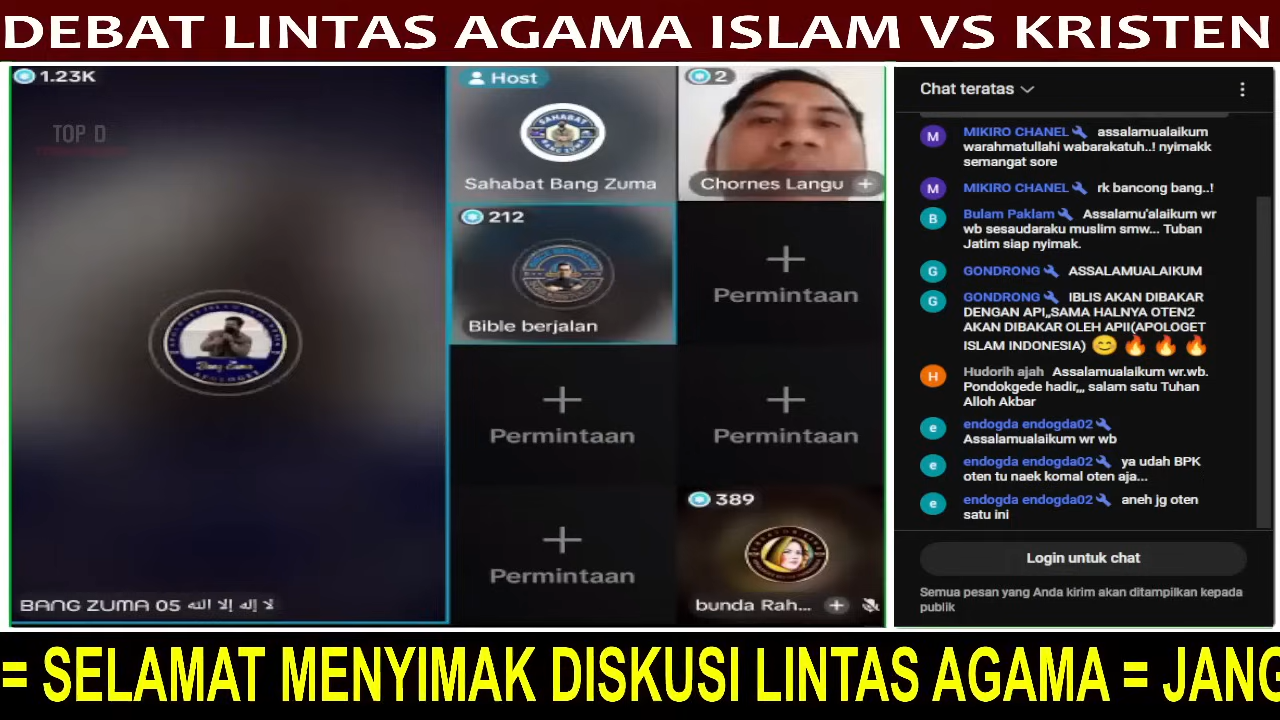 DEBAT LINTAS AGAMA ISLAM VS KRISTEN
1.23K
TOP D
BANG ZUMA 05 لا إله إلا الله
Host
SAHABAT
BANG ZUMA
Sahabat Bang Zuma
2
Chornes Langu +
212
Bible berjalan
Permintaan
Permintaan
Permintaan
Permintaan
389
bunda Rah... +
Bang Zuma
APOLOGET
Chat teratas
MIKIRO CHANEL assalamualaikum
warahmatullahi wabarakatuh..! nyimakk
semangat sore
MIKIRO CHANEL rk bancong bang..!
Bulam Paklam Assalamu'alaikum wr
wb sesaudaraku muslim smw... Tuban
Jatim siap nyimak.
GONDRONG ASSALAMUALAIKUM
GONDRONG IBLIS AKAN DIBAKAR
DENGAN API,,SAMA HALNYA OTEN2
AKAN DIBAKAR OLEH APII(APOLOGET
ISLAM INDONESIA) 😊 🔥 🔥 🔥
Hudorih ajah Assalamualaikum wr.wb.
Pondokgede hadir,,, salam satu Tuhan
Alloh Akbar
endogda endogda02
Assalamualaikum wr wb
endogda endogda02 ya udah BPK
oten tu naek komal oten aja...
endogda endogda02 aneh jg oten
satu ini
Login untuk chat
Semua pesan yang Anda kirim akan ditampilkan kepada
publik
= SELAMAT MENYIMAK DISKUSI LINTAS AGAMA = JANG